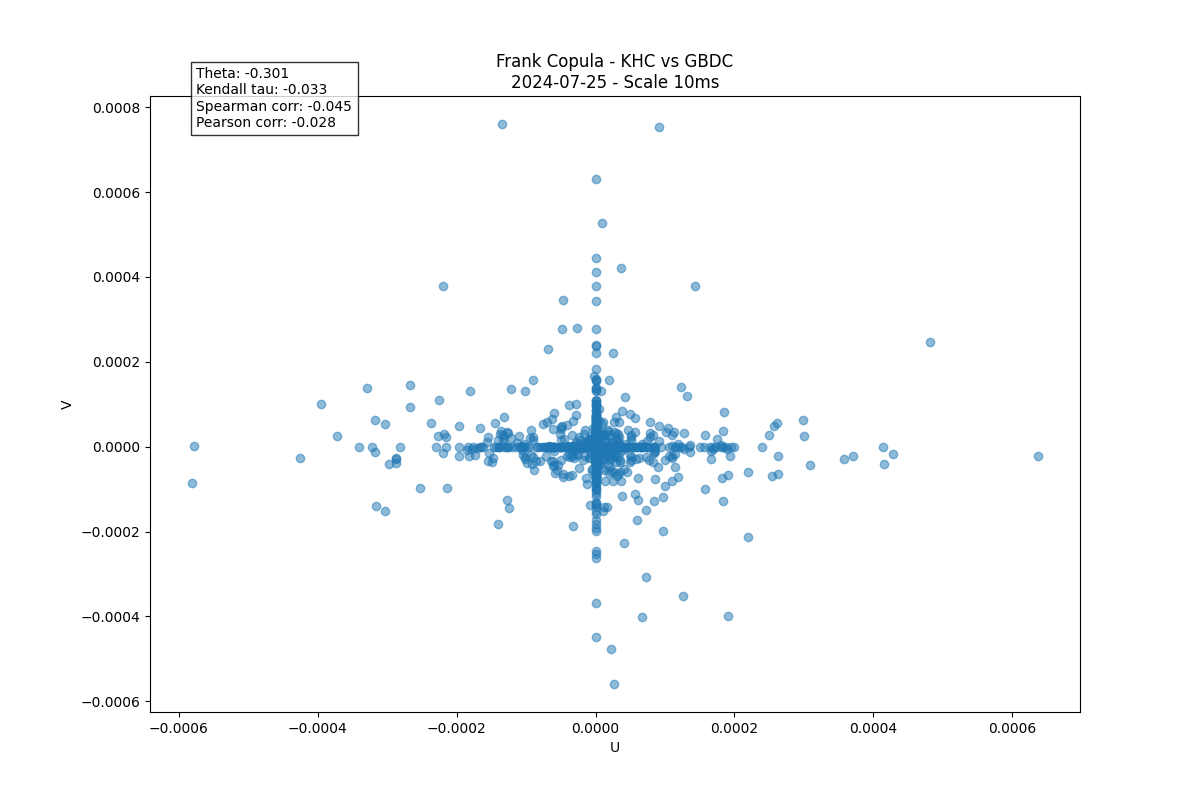 Frank Copula - KHC vs GBDC
2024-07-25 - Scale 10ms
Theta: -0.301
Kendall tau: -0.033
Spearman corr: -0.045
Pearson corr: -0.028
0.0008
0.0006
0.0004
0.0002
0.0000
−0.0002
−0.0004
−0.0006
V
−0.0006 −0.0004 −0.0002 0.0000 0.0002 0.0004 0.0006
U